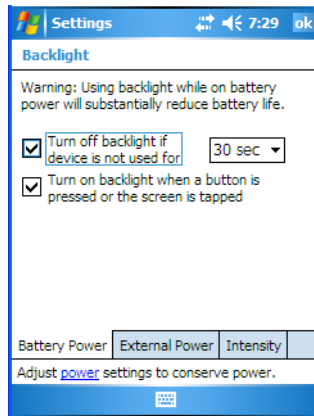 Settings 7:29 ok
Backlight
Warning: Using backlight while on battery
power will substantially reduce battery life.
Turn off backlight if
device is not used for 30 sec
Turn on backlight when a button is
pressed or the screen is tapped
Battery Power External Power Intensity
Adjust power settings to conserve power.